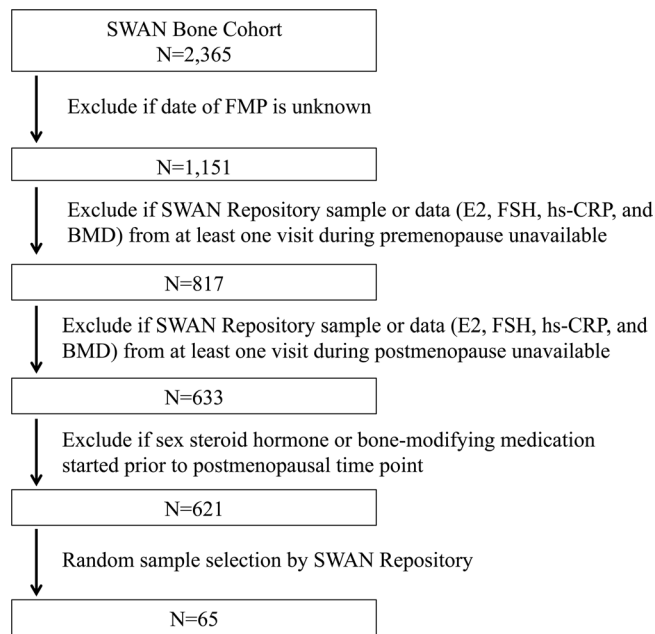 SWAN Bone Cohort
N=2,365
Exclude if date of FMP is unknown
N=1,151
Exclude if SWAN Repository sample or data (E2, FSH, hs-CRP, and
BMD) from at least one visit during premenopause unavailable
N=817
Exclude if SWAN Repository sample or data (E2, FSH, hs-CRP, and
BMD) from at least one visit during postmenopause unavailable
N=633
Exclude if sex steroid hormone or bone-modifying medication
started prior to postmenopausal time point
N=621
Random sample selection by SWAN Repository
N=65